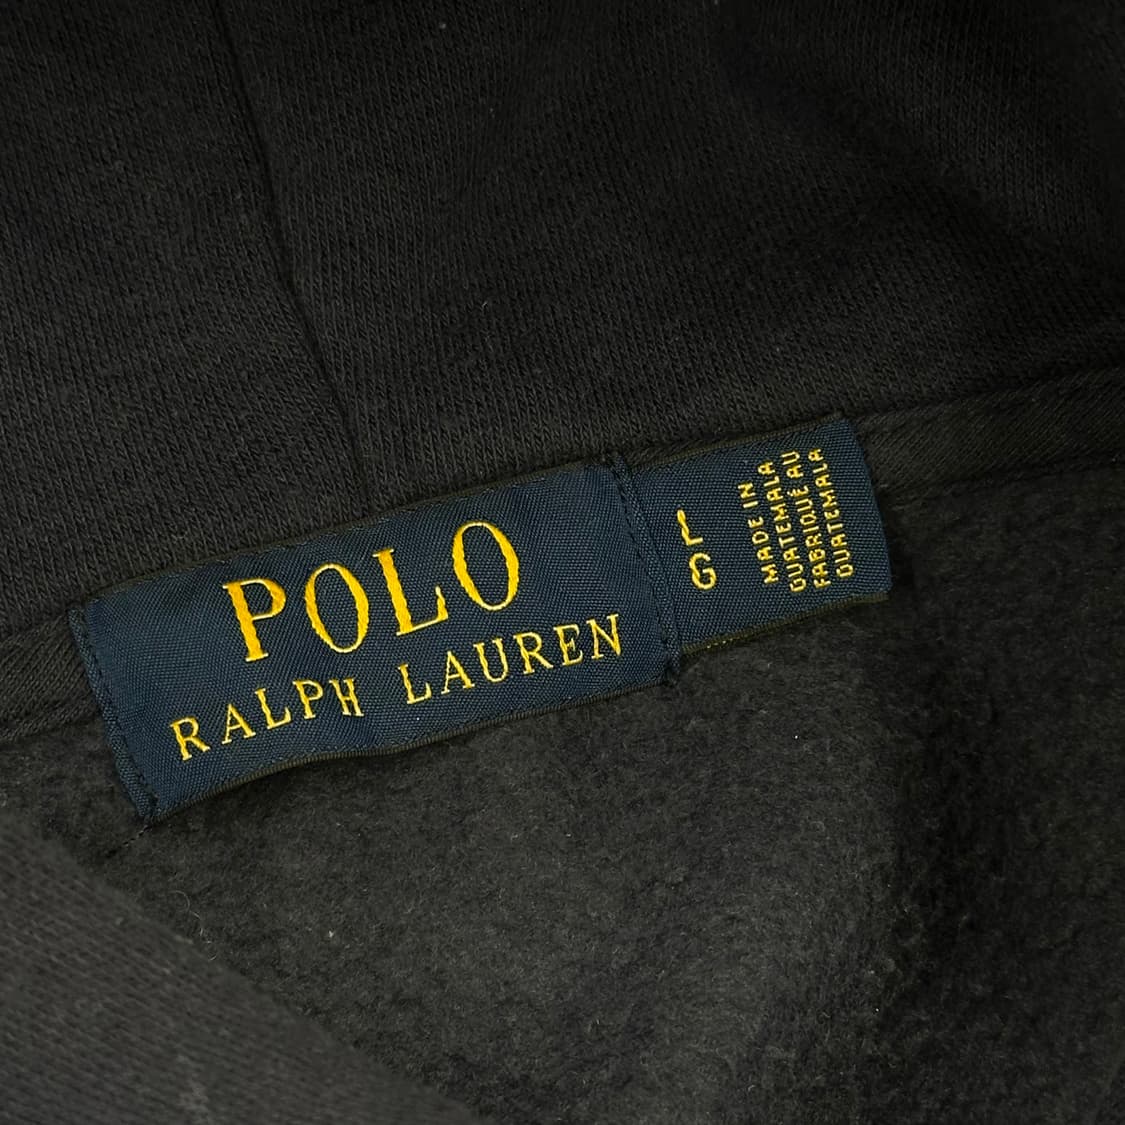 POLO
RALPH LAUREN
L
G
MADE IN
GUATEMALA
FABRIQUÉ AU
GUATEMALA